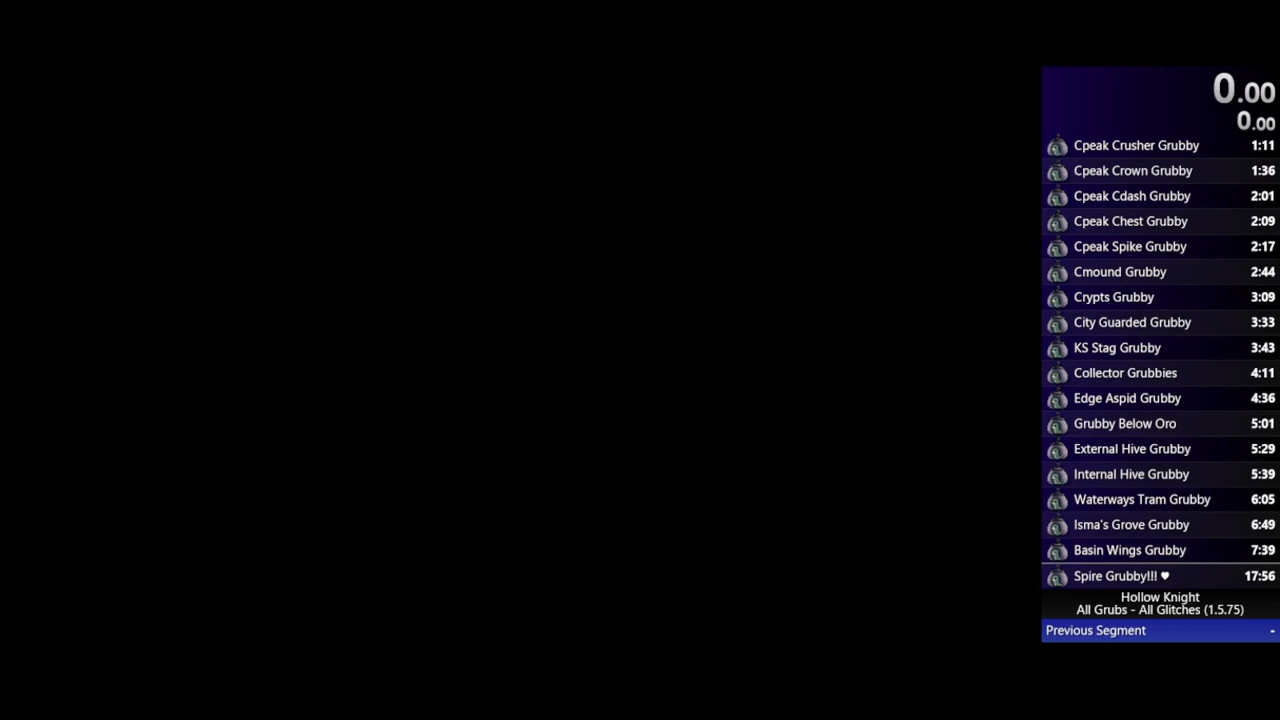 0.00
0.00
Cpeak Crusher Grubby 1:11
Cpeak Crown Grubby 1:36
Cpeak Cdash Grubby 2:01
Cpeak Chest Grubby 2:09
Cpeak Spike Grubby 2:17
Cmound Grubby 2:44
Crypts Grubby 3:09
City Guarded Grubby 3:33
KS Stag Grubby 3:43
Collector Grubbies 4:11
Edge Aspid Grubby 4:36
Grubby Below Oro 5:01
External Hive Grubby 5:29
Internal Hive Grubby 5:39
Waterways Tram Grubby 6:05
Isma's Grove Grubby 6:49
Basin Wings Grubby 7:39
Spire Grubby!!! ♥ 17:56
Hollow Knight
All Grubs - All Glitches (1.5.75)
Previous Segment -